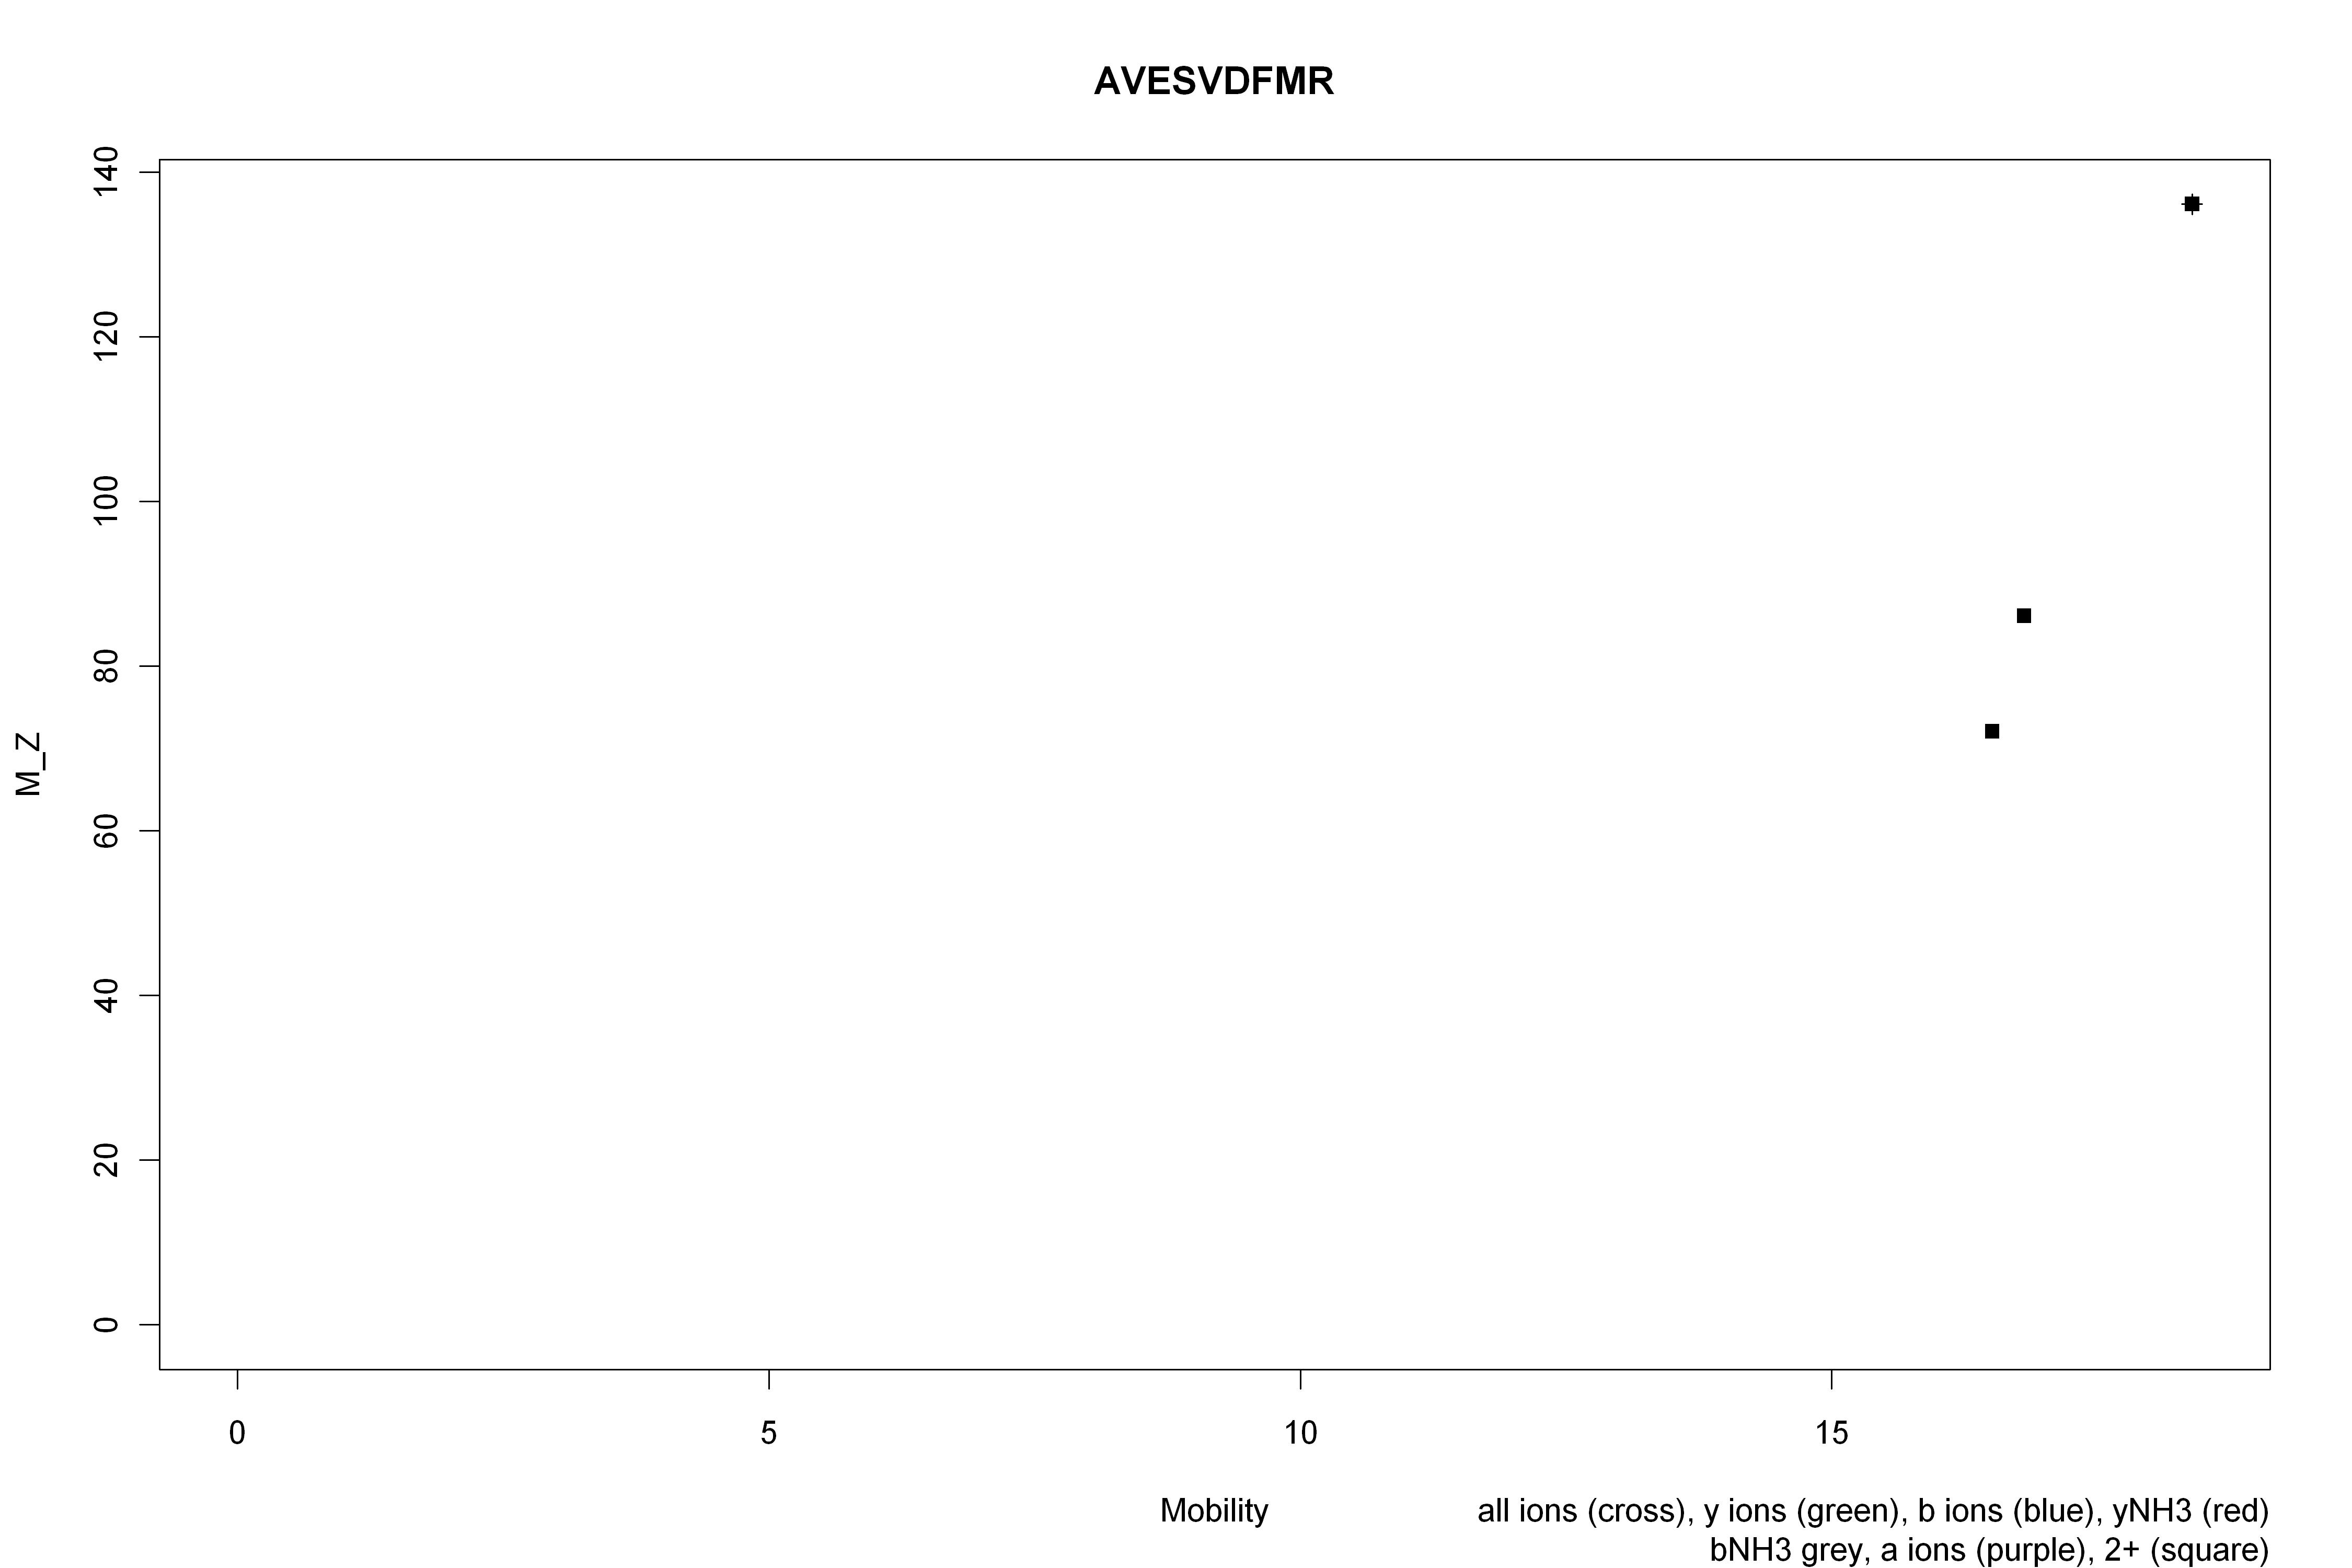 AVESVDFMR
140
120
100
80
60
40
20
0
M_Z
0 5 10 15
Mobility
all ions (cross), y ions (green), b ions (blue), yNH3 (red)
bNH3 grey, a ions (purple), 2+ (square)